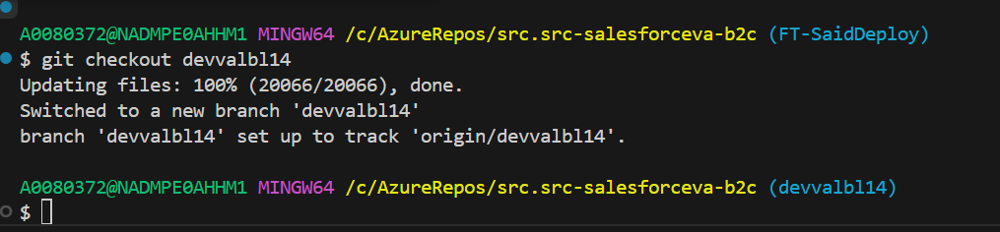 A0080372@NADMPE0AHHM1 MINGW64 /c/AzureRepos/src.src-salesforceva-b2c (FT-SaidDeploy)
$ git checkout devvalbl14
Updating files: 100% (20066/20066), done.
Switched to a new branch 'devvalbl14'
branch 'devvalbl14' set up to track 'origin/devvalbl14'.
A0080372@NADMPE0AHHM1 MINGW64 /c/AzureRepos/src.src-salesforceva-b2c (devvalbl14)
$